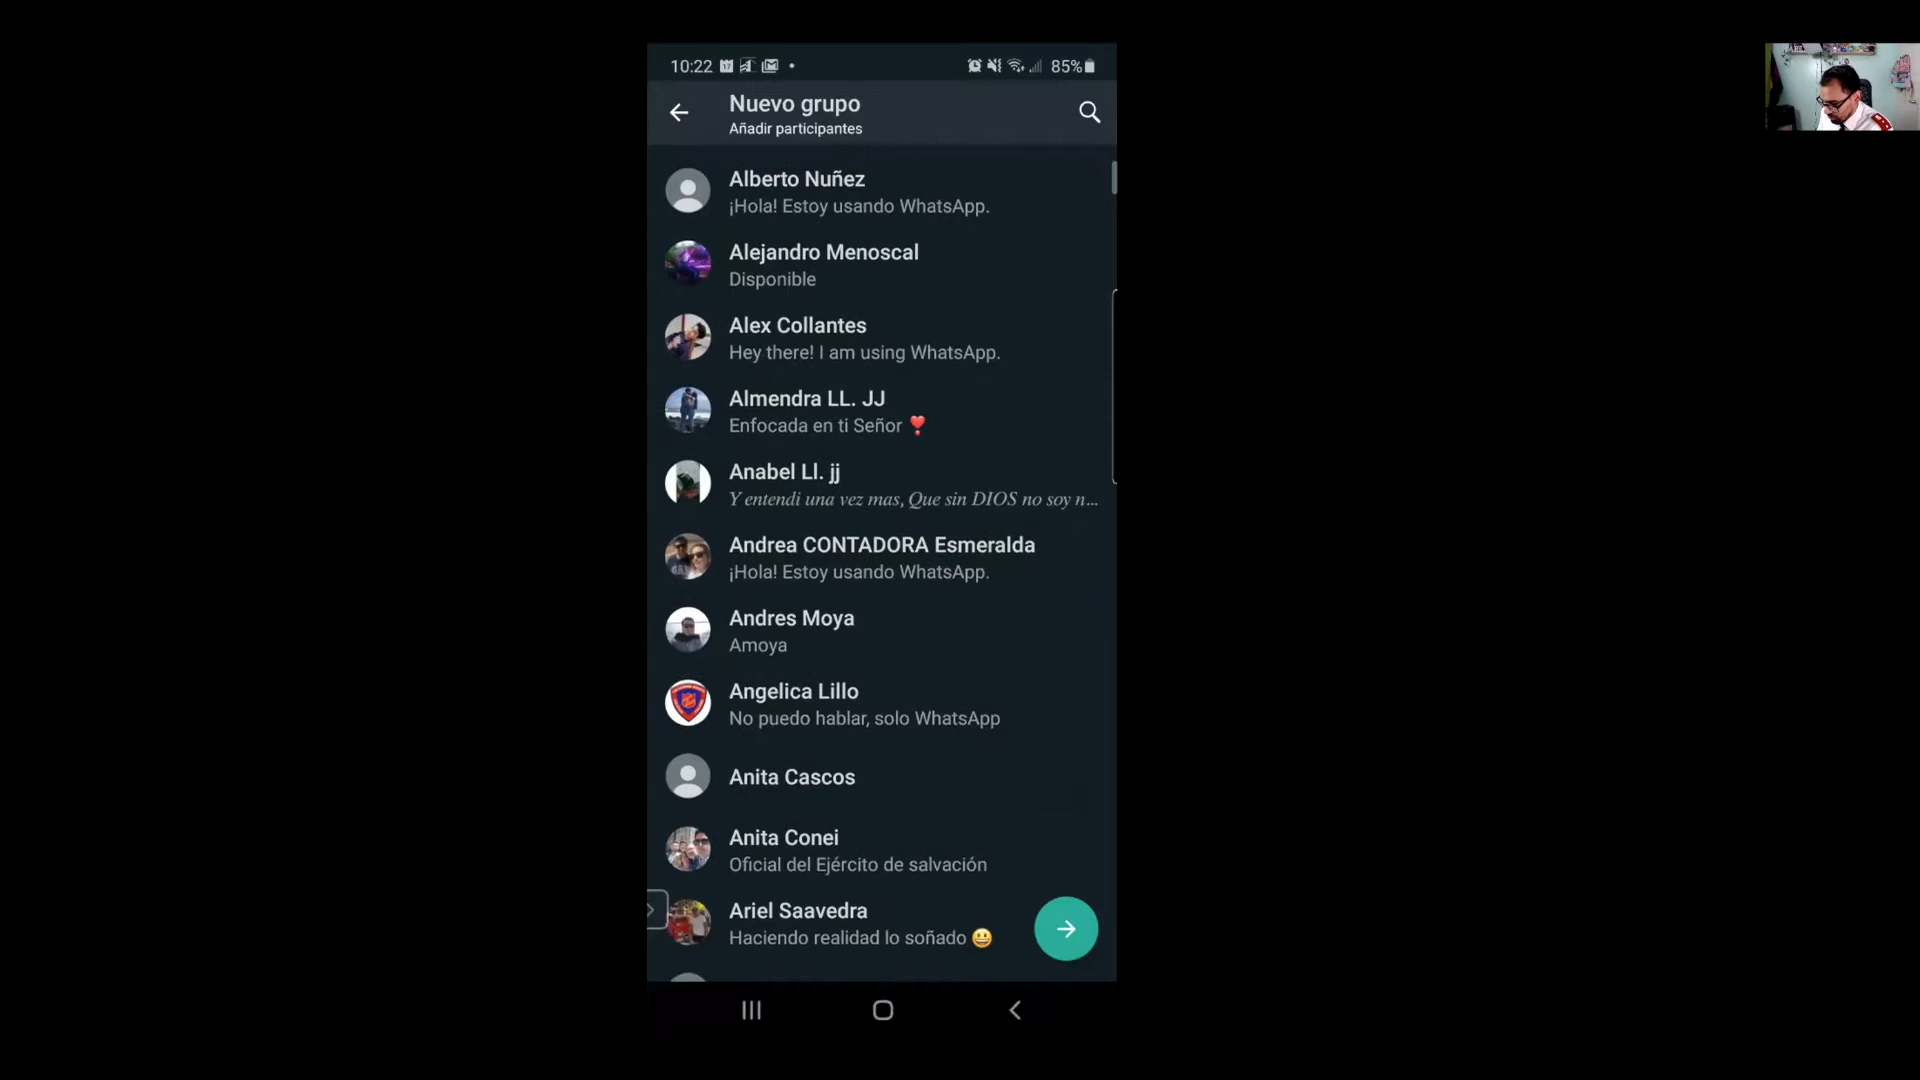 10:22
85%
Nuevo grupo
Añadir participantes
Alberto Nuñez
¡Hola! Estoy usando WhatsApp.
Alejandro Menoscal
Disponible
Alex Collantes
Hey there! I am using WhatsApp.
Almendra LL. JJ
Enfocada en ti Señor ❣
Anabel Ll. jj
Y entendi una vez mas, Que sin DIOS no soy n...
Andrea CONTADORA Esmeralda
¡Hola! Estoy usando WhatsApp.
Andres Moya
Amoya
Angelica Lillo
No puedo hablar, solo WhatsApp
Anita Cascos
Anita Conei
Oficial del Ejército de salvación
Ariel Saavedra
Haciendo realidad lo soñado 😀